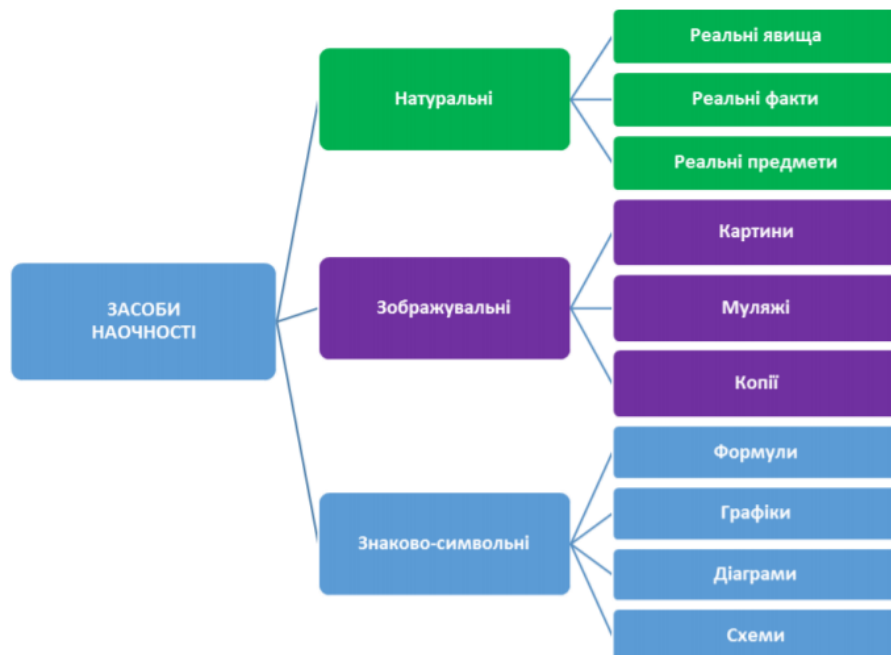 ЗАСОБИ
НАОЧНОСТІ
Натуральні
Реальні явища
Реальні факти
Реальні предмети
Зображувальні
Картини
Муляжі
Копії
Знаково-символьні
Формули
Графіки
Діаграми
Схеми